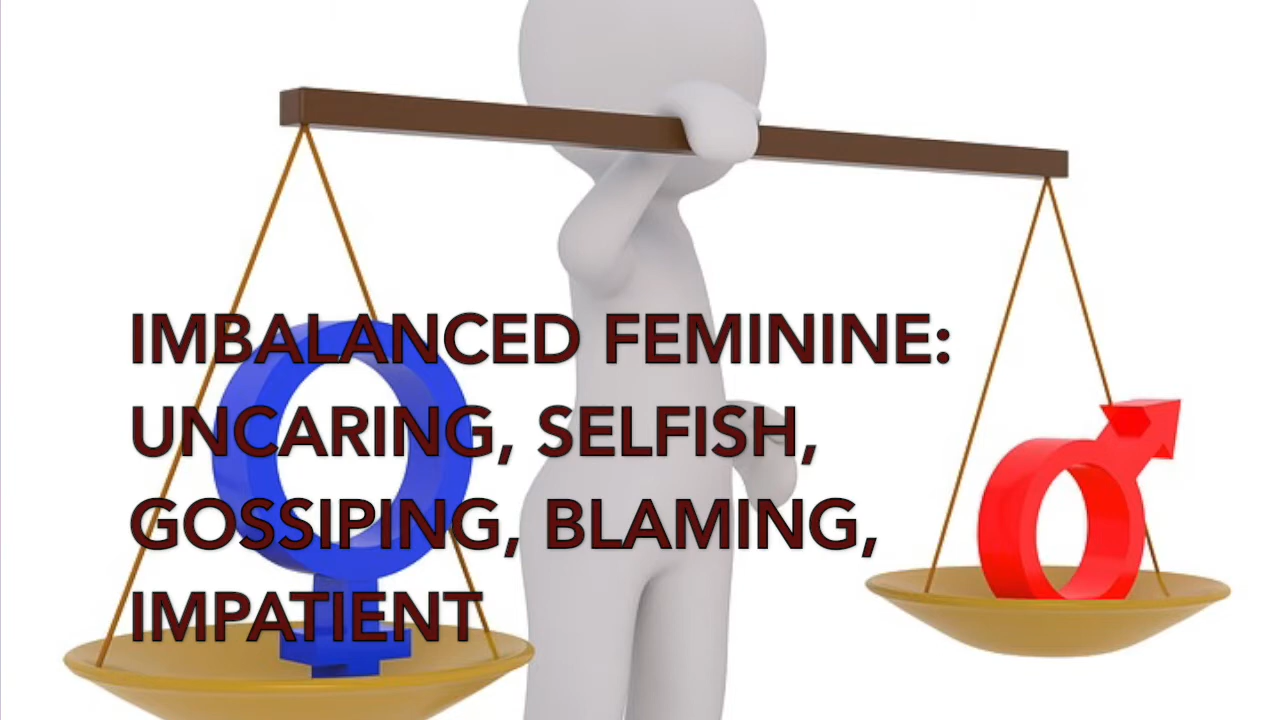 IMBALANCED FEMININE:
UNCARING, SELFISH,
GOSSIPING, BLAMING,
IMPATIENT